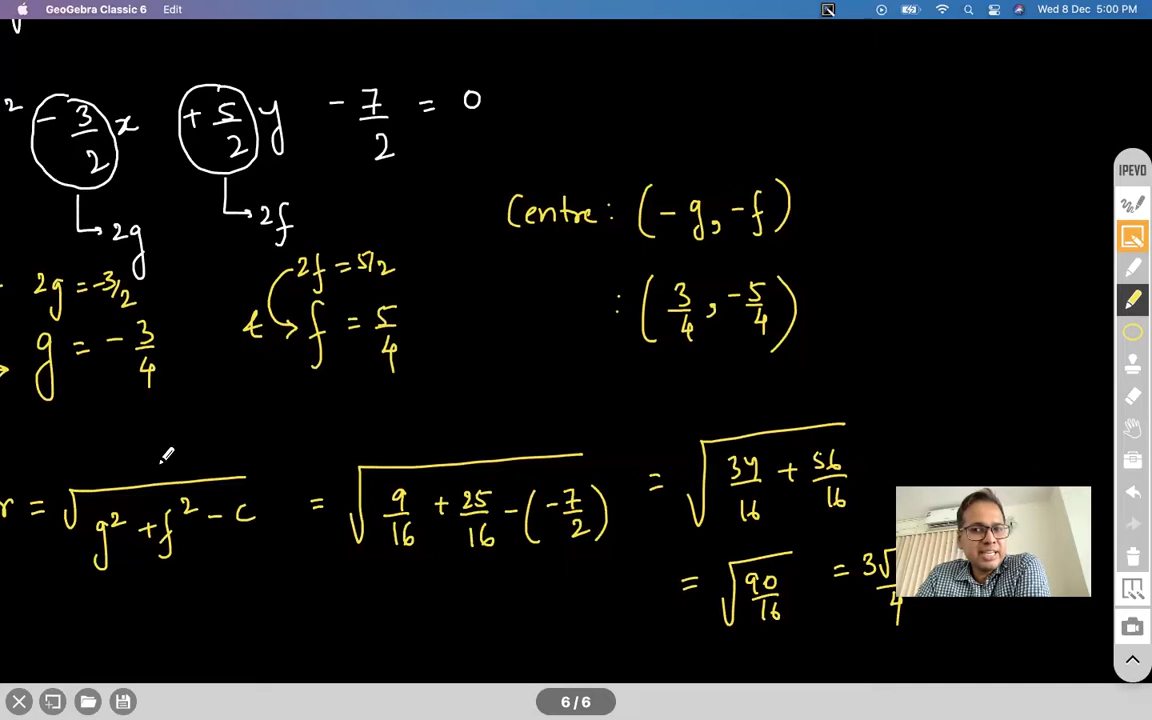 GeoGebra Classic 6 Edit Wed 8 Dec 5:00 PM
2 - 3/2 x + 5/2 y - 7/2 = 0
IPEVO
2g 2f
Centre: (-g, -f)
2g = -3/2 2f = 5/2
: (3/4, -5/4)
g = - 3/4 f = 5/4
r = √(g² + f² - c) = √(9/16 + 25/16 - (-7/2)) = √(34/16 + 56/16)
= √(90/16) = 3√ /4
6/6